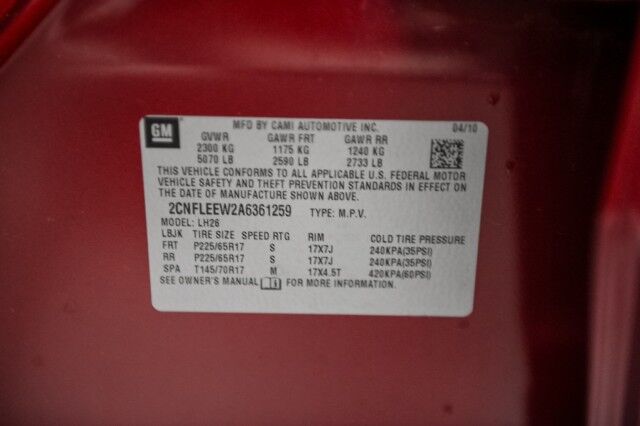 GM
MFD BY CAMI AUTOMOTIVE INC. 04/10
GVWR GAWR FRT GAWR RR
2300 KG 1175 KG 1240 KG
5070 LB 2590 LB 2733 LB
THIS VEHICLE CONFORMS TO ALL APPLICABLE U.S. FEDERAL MOTOR
VEHICLE SAFETY AND THEFT PREVENTION STANDARDS IN EFFECT ON
THE DATE OF MANUFACTURE SHOWN ABOVE.
2CNFLEEW2A6361259 TYPE: M.P.V.
MODEL: LH26
LBJK TIRE SIZE SPEED RTG RIM COLD TIRE PRESSURE
FRT P225/65R17 S 17X7J 240KPA(35PSI)
RR P225/65R17 S 17X7J 240KPA(35PSI)
SPA T145/70R17 M 17X4.5T 420KPA(60PSI)
SEE OWNER'S MANUAL FOR MORE INFORMATION.